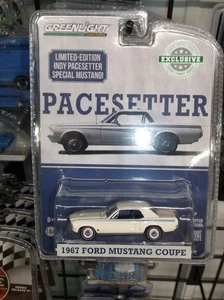 GREENLIGHT
LIMITED-EDITION
INDY PACESETTER
SPECIAL MUSTANG!
EXCLUSIVE
PACESETTER
1967 FORD MUSTANG COUPE